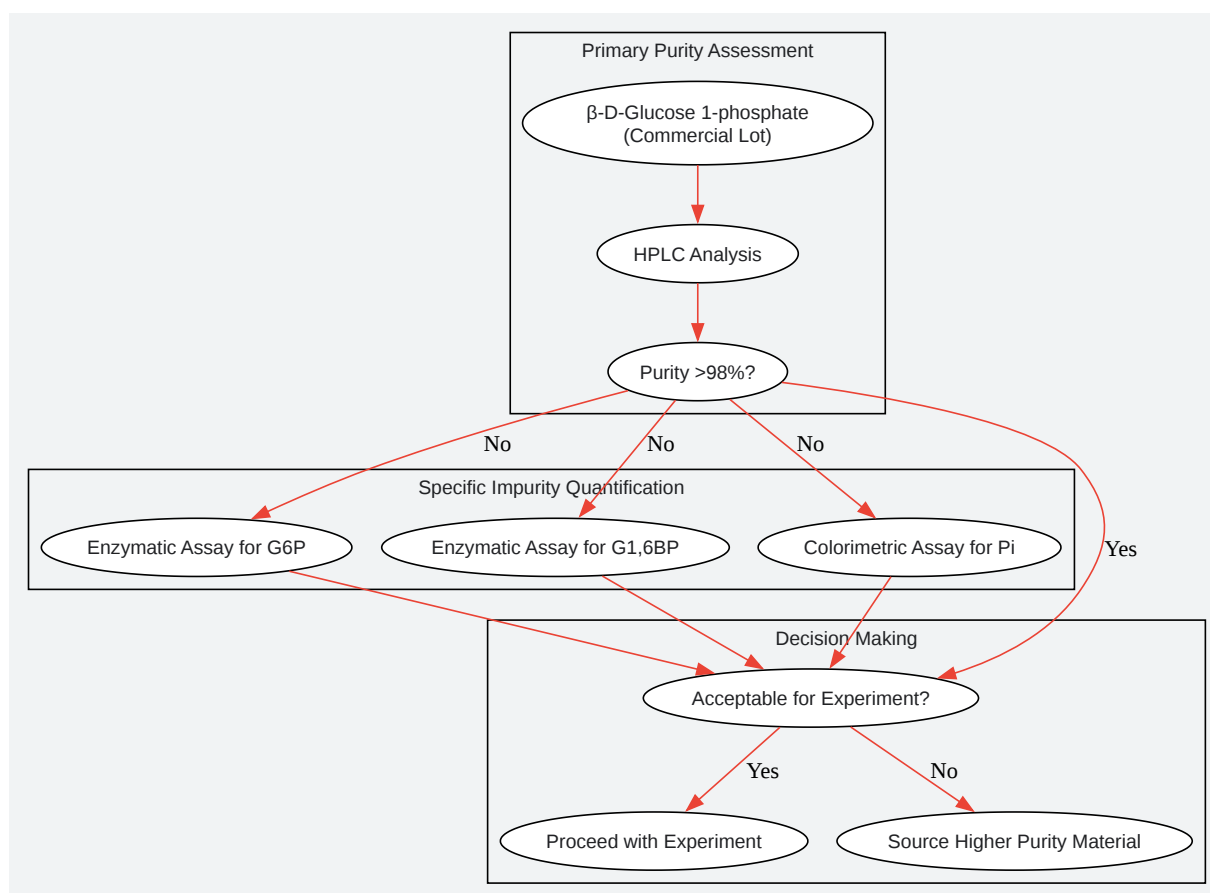 Primary Purity Assessment
β-D-Glucose 1-phosphate
(Commercial Lot)
HPLC Analysis
Purity >98%?
No
No
No
Yes
Specific Impurity Quantification
Enzymatic Assay for G6P
Enzymatic Assay for G1,6BP
Colorimetric Assay for Pi
Decision Making
Acceptable for Experiment?
Yes
No
Proceed with Experiment
Source Higher Purity Material